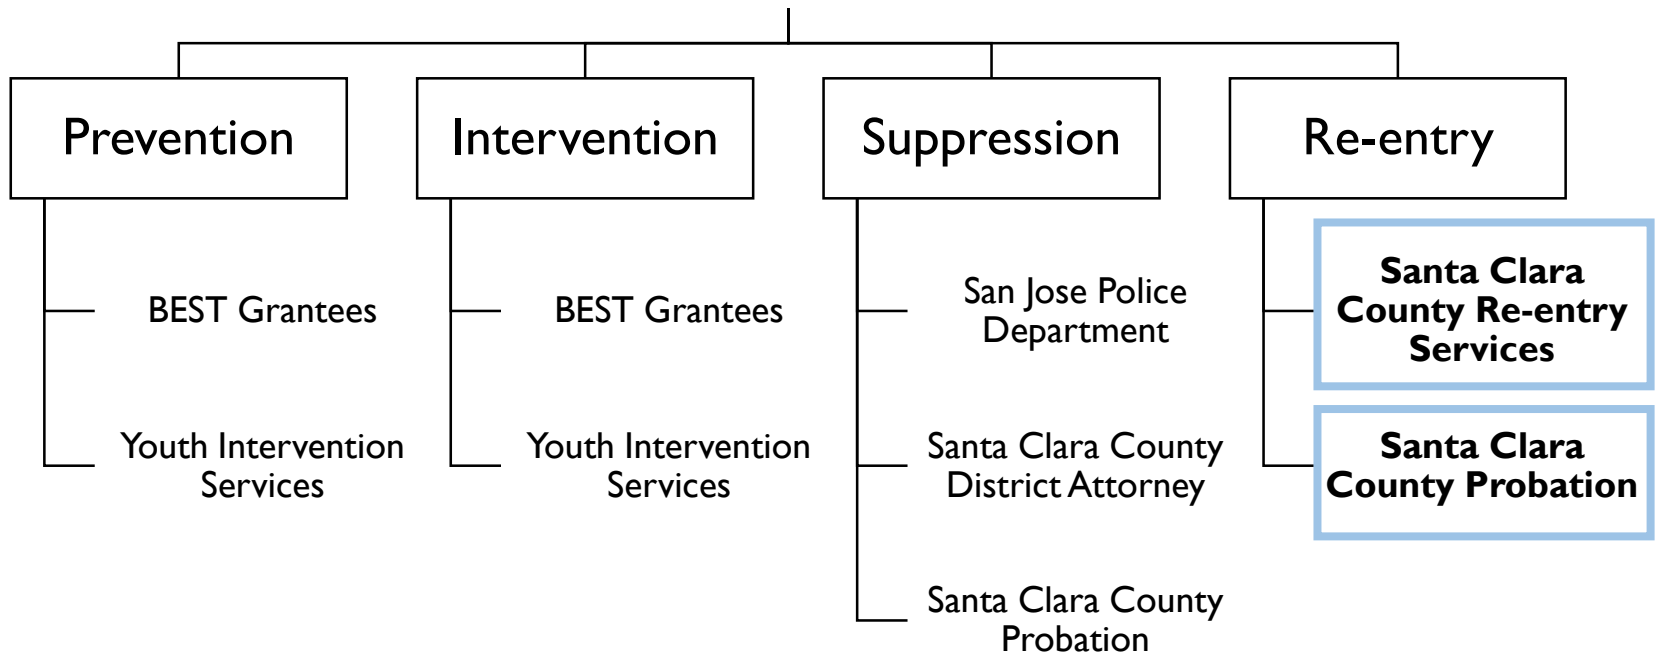 Prevention
Intervention
Suppression
Re-entry
BEST Grantees
Youth Intervention
Services
BEST Grantees
Youth Intervention
Services
San Jose Police
Department
Santa Clara County
District Attorney
Santa Clara County
Probation
Santa Clara
County Re-entry
Services
Santa Clara
County Probation